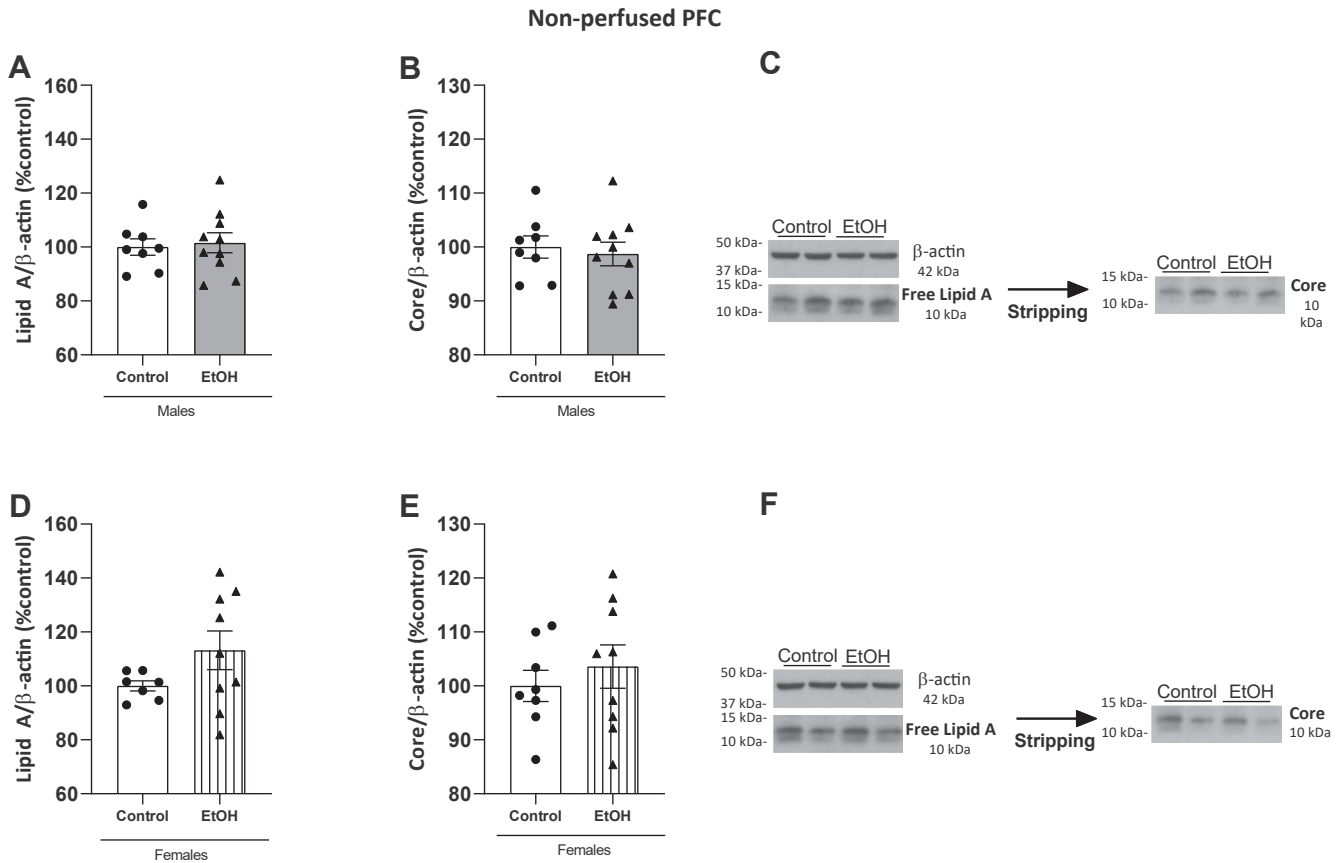 Non-perfused PFC
A
Lipid A/β-actin (%control)
160
140
120
100
80
60
Control EtOH
Males
B
Core/β-actin (%control)
130
120
110
100
90
80
Control EtOH
Males
C
Control EtOH
50 kDa-
37 kDa-
β-actin
42 kDa
15 kDa-
10 kDa-
Free Lipid A
10 kDa
Stripping
Control EtOH
15 kDa-
10 kDa-
Core
10
kDa
D
Lipid A/β-actin (%control)
160
140
120
100
80
60
Control EtOH
Females
E
Core/β-actin (%control)
130
120
110
100
90
80
Control EtOH
Females
F
Control EtOH
50 kDa-
37 kDa-
β-actin
42 kDa
15 kDa-
10 kDa-
Free Lipid A
10 kDa
Stripping
Control EtOH
15 kDa-
10 kDa-
Core
10 kDa